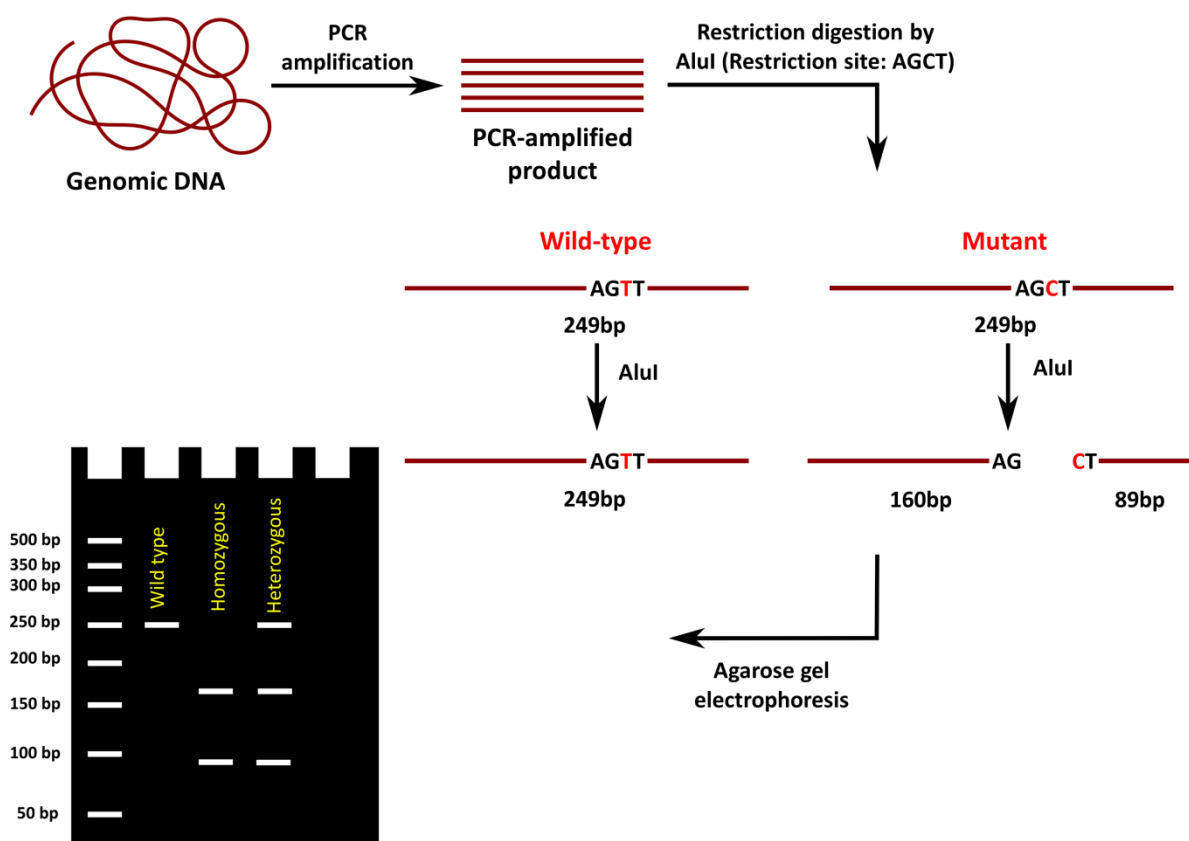 PCR
amplification
Restriction digestion by
AluI (Restriction site: AGCT)
Genomic DNA
PCR-amplified
product
Wild-type
Mutant
AGTT
AGCT
249bp
249bp
AluI
AluI
AGTT
AG
CT
249bp
160bp
89bp
Agarose gel
electrophoresis
Wild type
Homozygous
Heterozygous
500 bp
350 bp
300 bp
250 bp
200 bp
150 bp
100 bp
50 bp